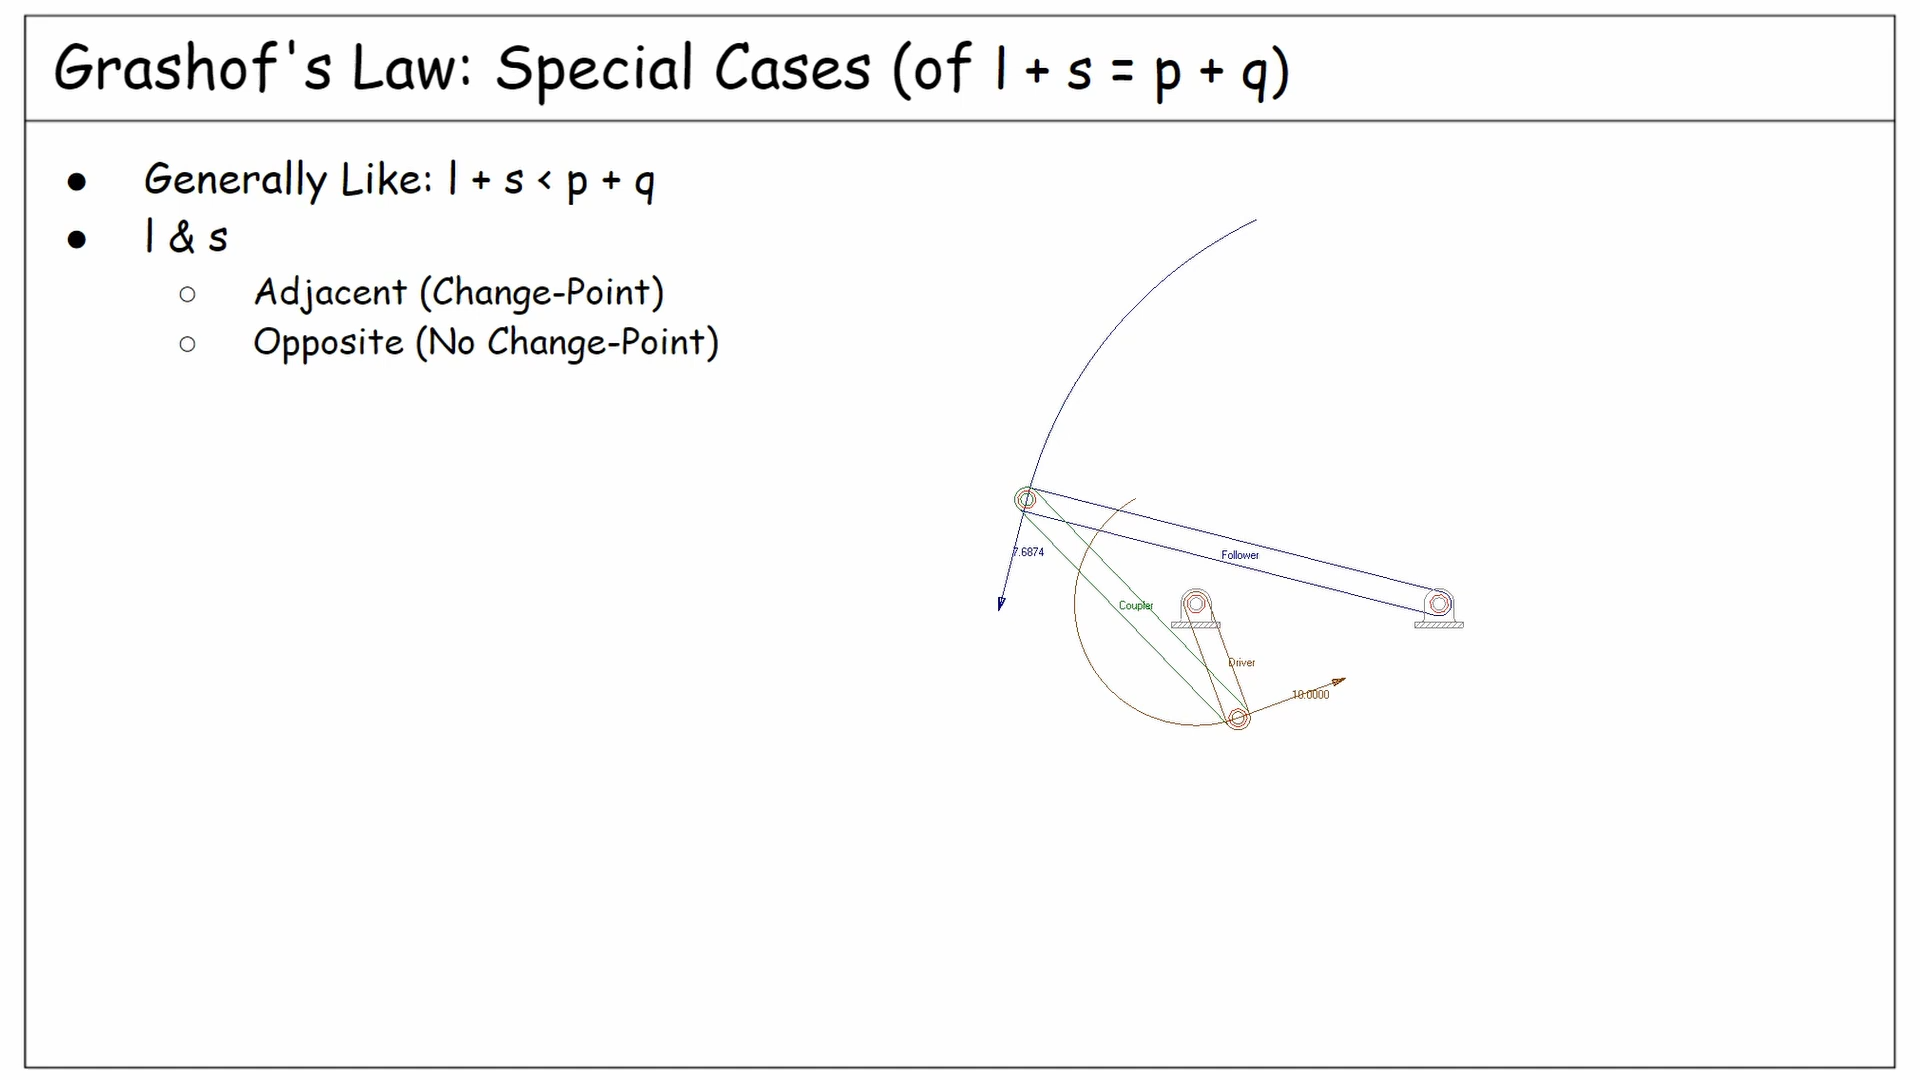 Grashof's Law: Special Cases (of l + s = p + q)
● Generally Like: l + s < p + q
● l & s
○ Adjacent (Change-Point)
○ Opposite (No Change-Point)
7.6874
Follower
Coupler
Driver
10.0000